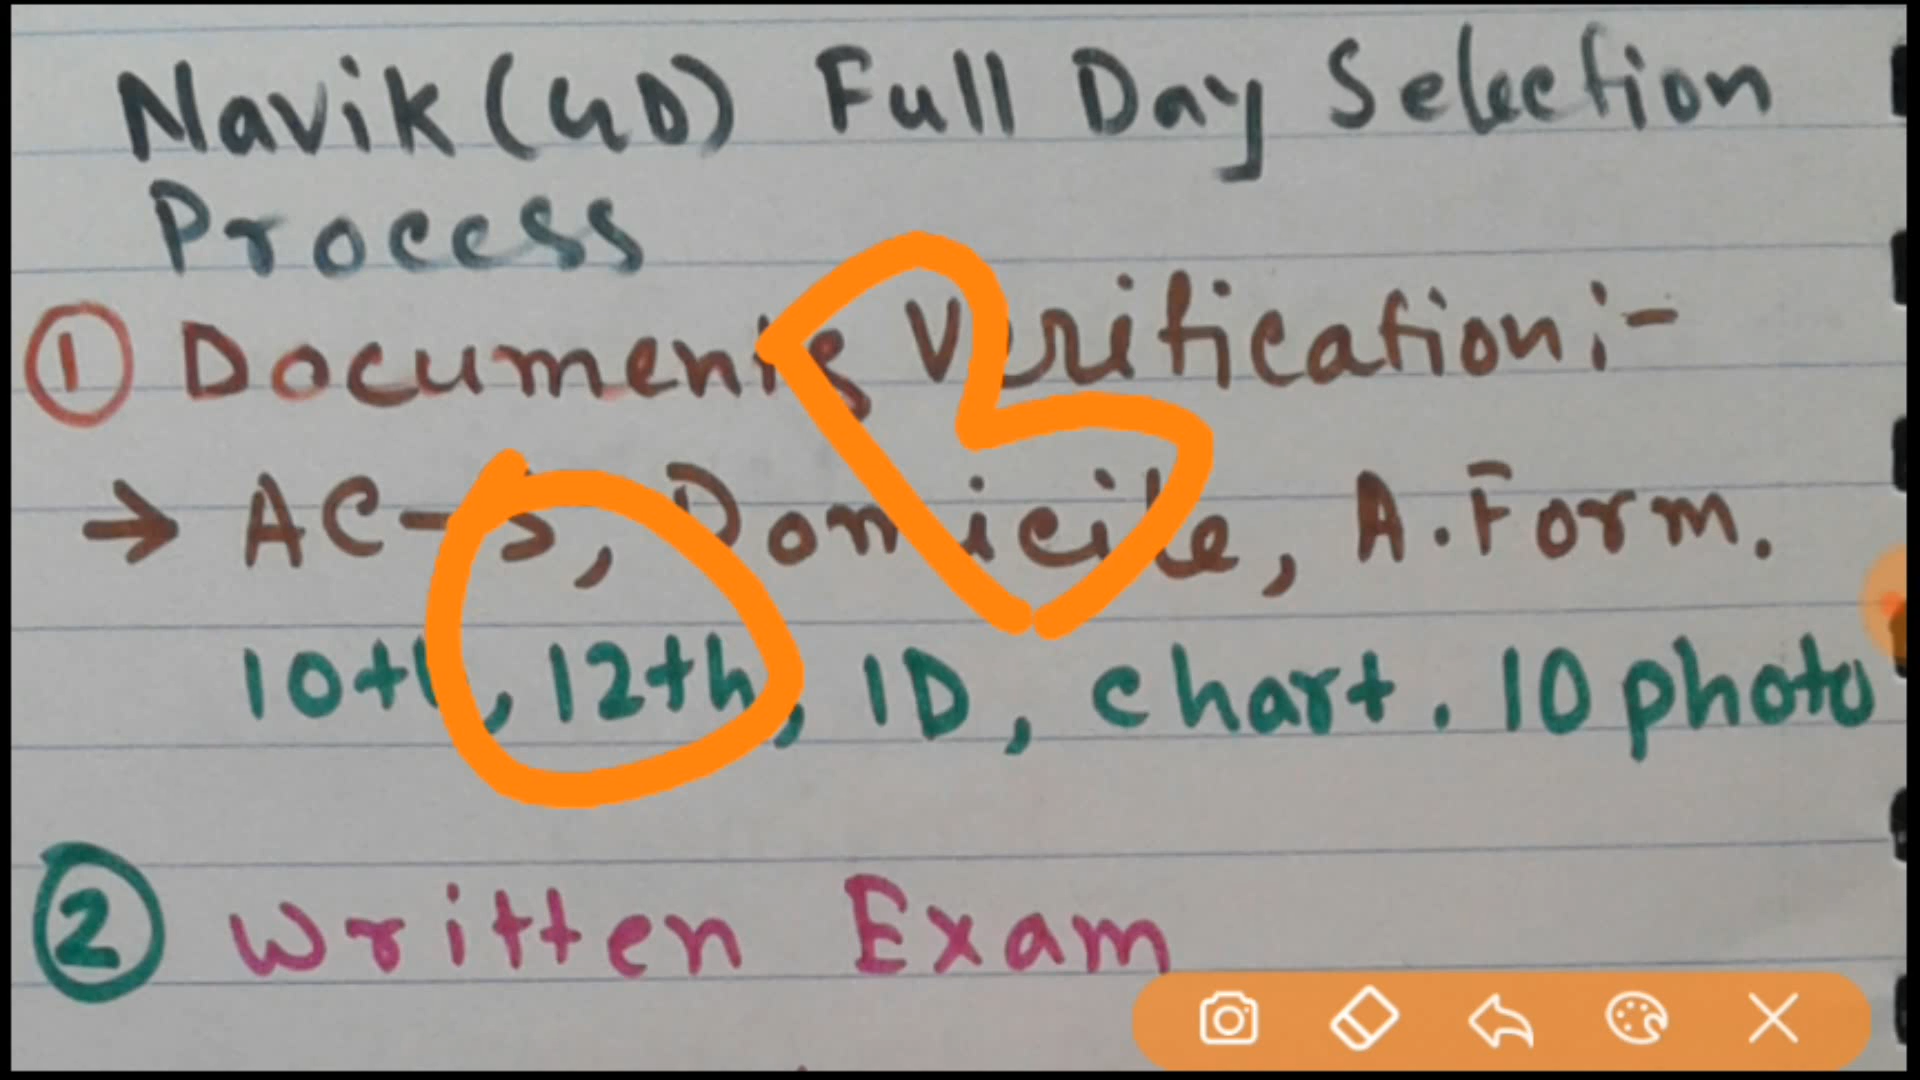 Navik (GD) Full Day Selection
Process
① Documents Verification :-
→ AC →, Domicile, A. Form.
10th, 12th, ID, chart. 10 photo
② Written Exam